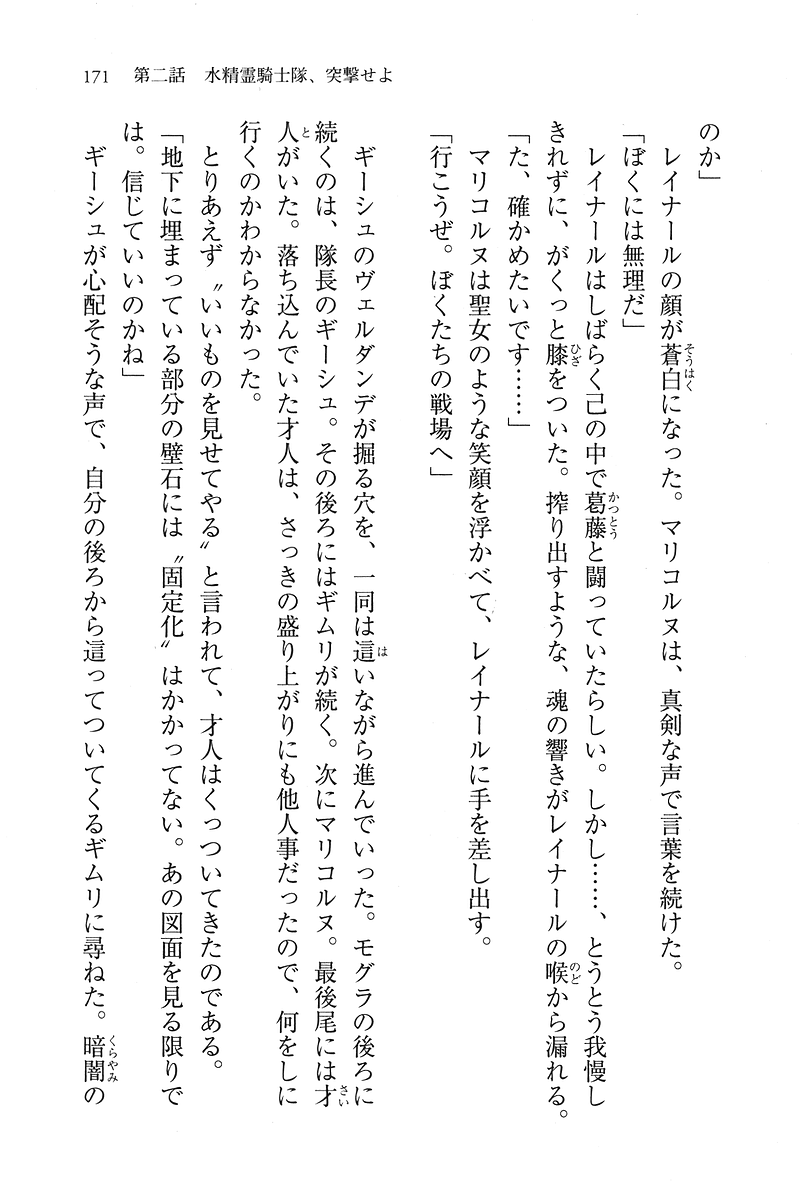 171　第二話　水精霊騎士隊、突撃せよ
のか」
　レイナールの顔が蒼白になった。マリコルヌは、真剣な声で言葉を続けた。
「ぼくには無理だ」
　レイナールはしばらく己の中で葛藤と闘っていたらしい。しかし……、とうとう我慢し
きれずに、がくっと膝をついた。搾り出すような、魂の響きがレイナールの喉から漏れる。
「た、確かめたいです……」
　マリコルヌは聖女のような笑顔を浮かべて、レイナールに手を差し出す。
「行こうぜ。ぼくたちの戦場へ」
　ギーシュのヴェルダンデが掘る穴を、一同は這いながら進んでいった。モグラの後ろに
続くのは、隊長のギーシュ。その後ろにはギムリが続く。次にマリコルヌ。最後尾には才
人がいた。落ち込んでいた才人は、さっきの盛り上がりにも他人事だったので、何をしに
行くのかわからなかった。
　とりあえず〝いいものを見せてやる〟と言われて、才人はくっついてきたのである。
「地下に埋まっている部分の壁石には〝固定化〟はかかってない。あの図面を見る限りで
は。信じていいのかね」
　ギーシュが心配そうな声で、自分の後ろから這ってついてくるギムリに尋ねた。暗闇の